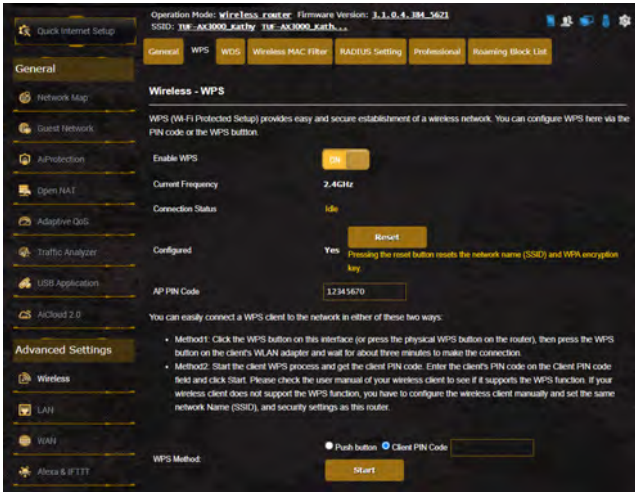 Operation Mode: Wireless router Firmware Version: 3.1.0.4.384_5621
SSID: TUF-AX3000_Kathy TUF-AX3000_Kath...
Quick Internet Setup
General
WPS
WDS
Wireless MAC Filter
RADIUS Setting
Professional
Roaming Block List
General
Network Map
Guest Network
AiProtection
Open NAT
Adaptive QoS
Traffic Analyzer
USB Application
AiCloud 2.0
Advanced Settings
Wireless
LAN
WAN
Alexa & IFTTT
Wireless - WPS
WPS (Wi-Fi Protected Setup) provides easy and secure establishment of a wireless network. You can configure WPS here via the
PIN code or the WPS buttton.
Enable WPS
ON
Current Frequency
2.4GHz
Connection Status
Idle
Configured
Yes
Reset
Pressing the reset button resets the network name (SSID) and WPA encryption
key.
AP PIN Code
12345670
You can easily connect a WPS client to the network in either of these two ways:
• Method1: Click the WPS button on this interface (or press the physical WPS button on the router), then press the WPS
button on the client's WLAN adapter and wait for about three minutes to make the connection.
• Method2: Start the client WPS process and get the client PIN code. Enter the client's PIN code on the Client PIN code
field and click Start. Please check the user manual of your wireless client to see if it supports the WPS function. If your
wireless client does not support the WPS function, you have to configure the wireless client manually and set the same
network Name (SSID), and security settings as this router.
WPS Method:
Push button
Client PIN Code
Start